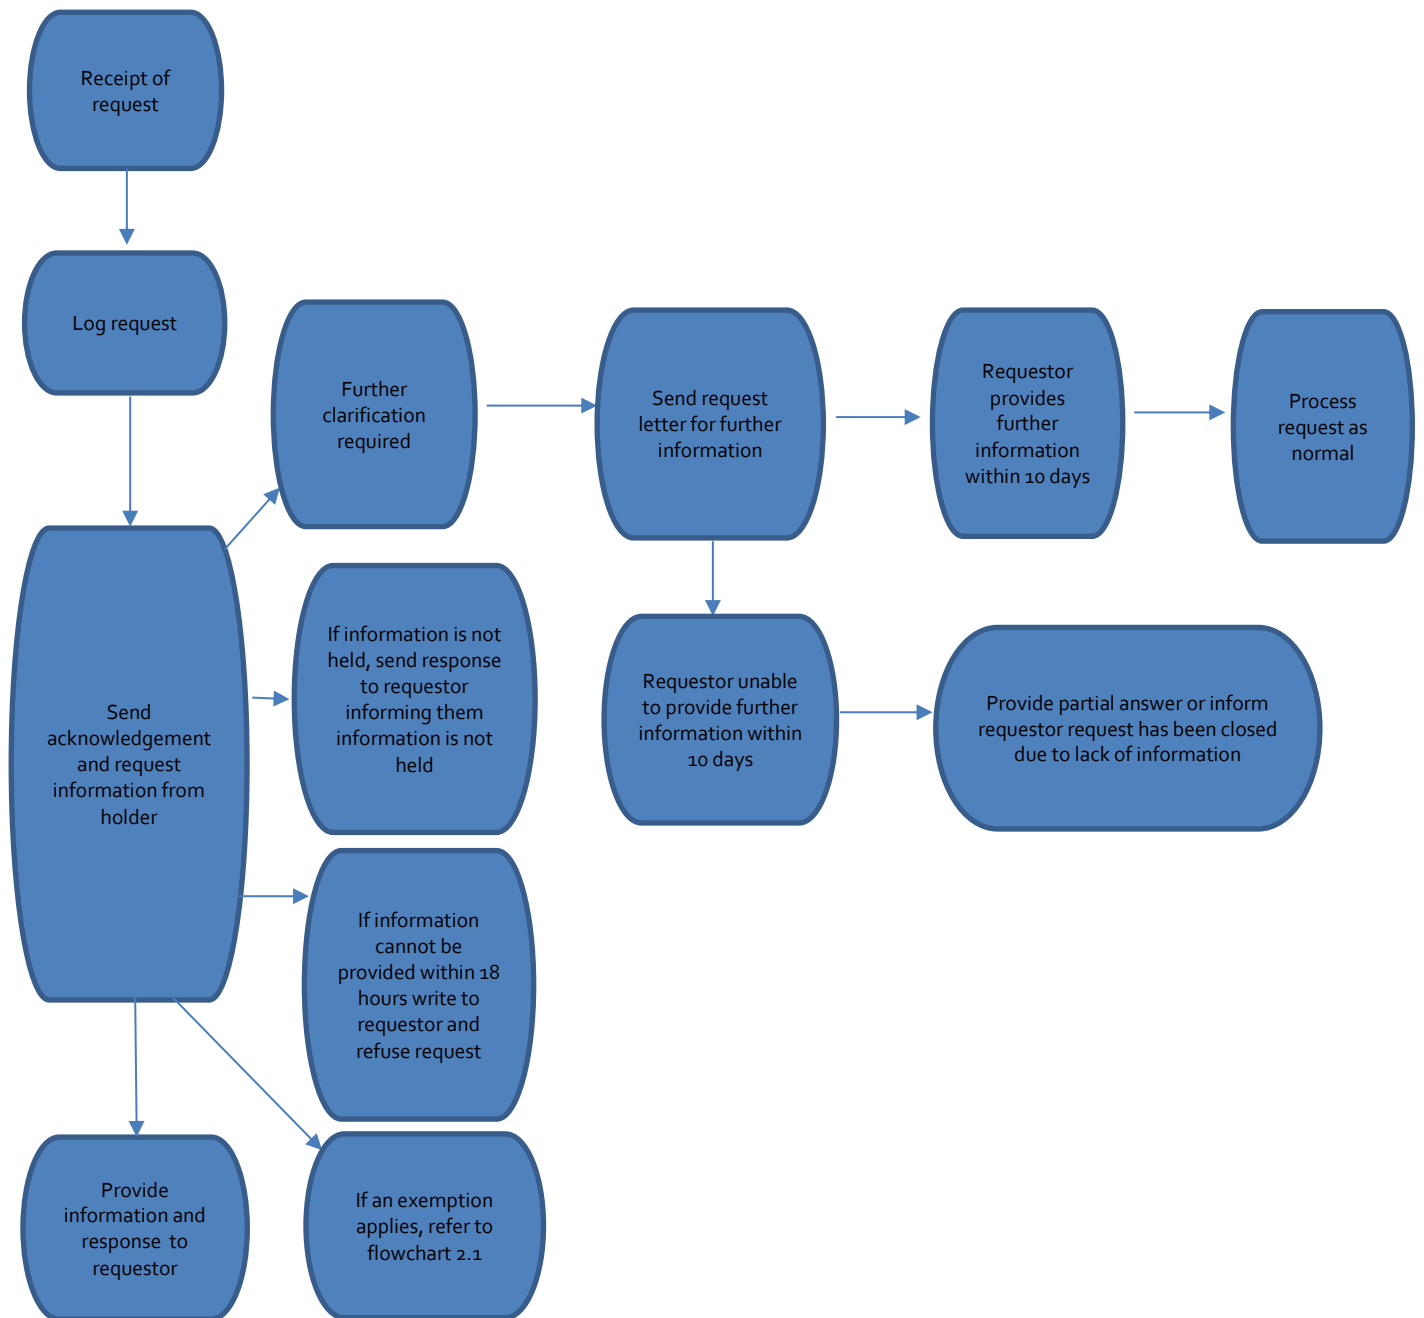 Receipt of
request
Log request
Further
clarification
required
Send request
letter for further
information
Requestor
provides
further
information
within 10 days
Process
request as
normal
Send
acknowledgement
and request
information from
holder
If information is not
held, send response
to requestor
informing them
information is not
held
Requestor unable
to provide further
information within
10 days
Provide partial answer or inform
requestor request has been closed
due to lack of information
If information
cannot be
provided within 18
hours write to
requestor and
refuse request
Provide
information and
response  to
requestor
If an exemption
applies, refer to
flowchart 2.1